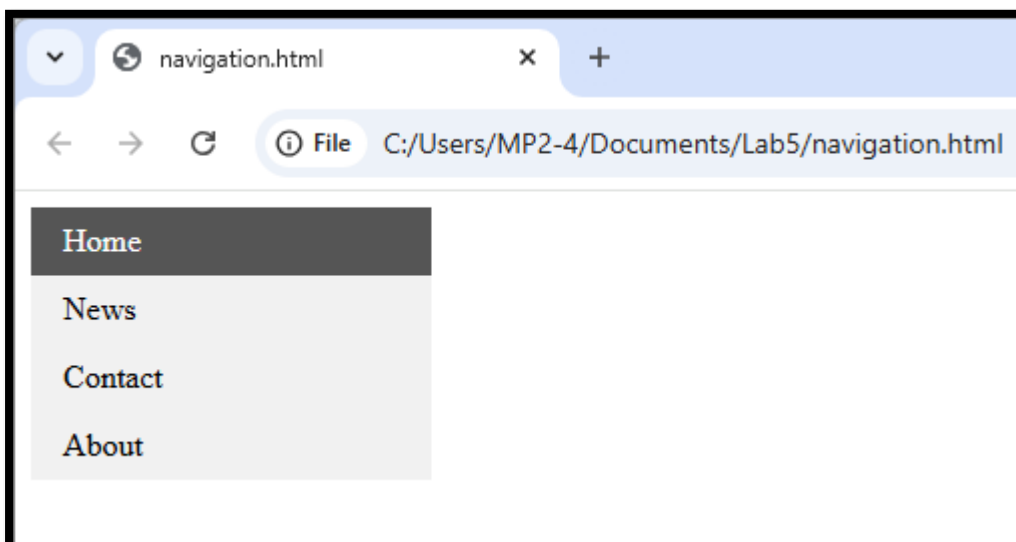 navigation.html
File C:/Users/MP2-4/Documents/Lab5/navigation.html
Home
News
Contact
About